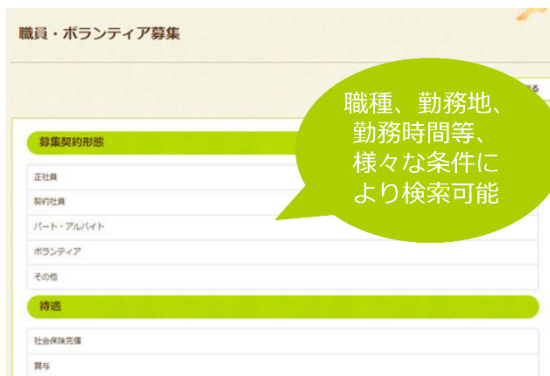 職員・ボランティア募集
職種、勤務地、
勤務時間等、
様々な条件に
より検索可能
募集契約形態
正社員
契約社員
パート・アルバイト
ボランティア
その他
待遇
社会保険完備
賞与